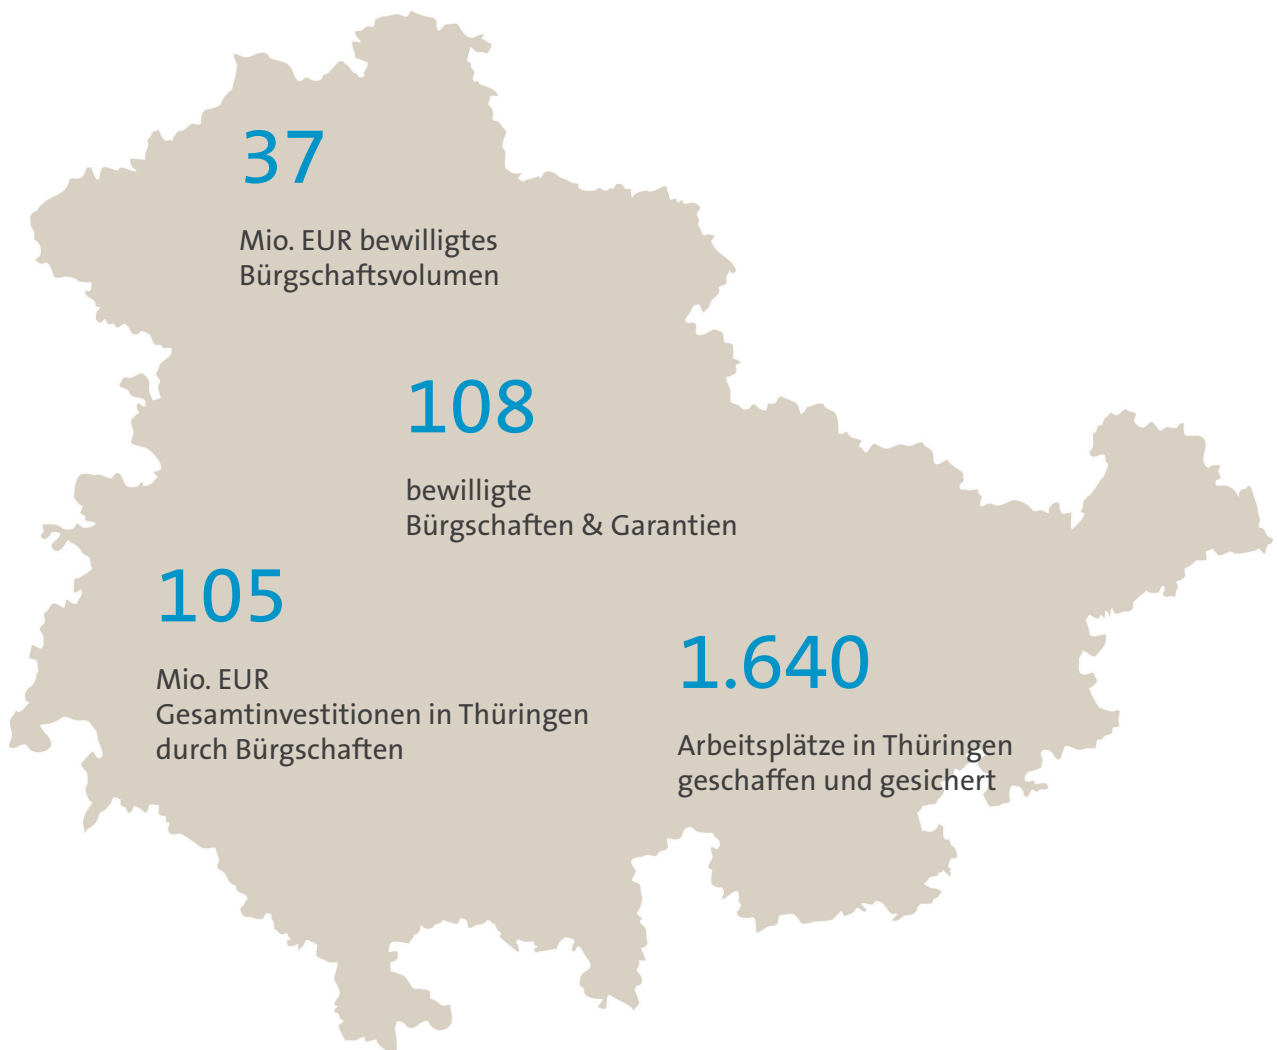 37
Mio. EUR bewilligtes
Bürgschaftsvolumen
108
bewilligte
Bürgschaften & Garantien
105
Mio. EUR
Gesamtinvestitionen in Thüringen
durch Bürgschaften
1.640
Arbeitsplätze in Thüringen
geschaffen und gesichert